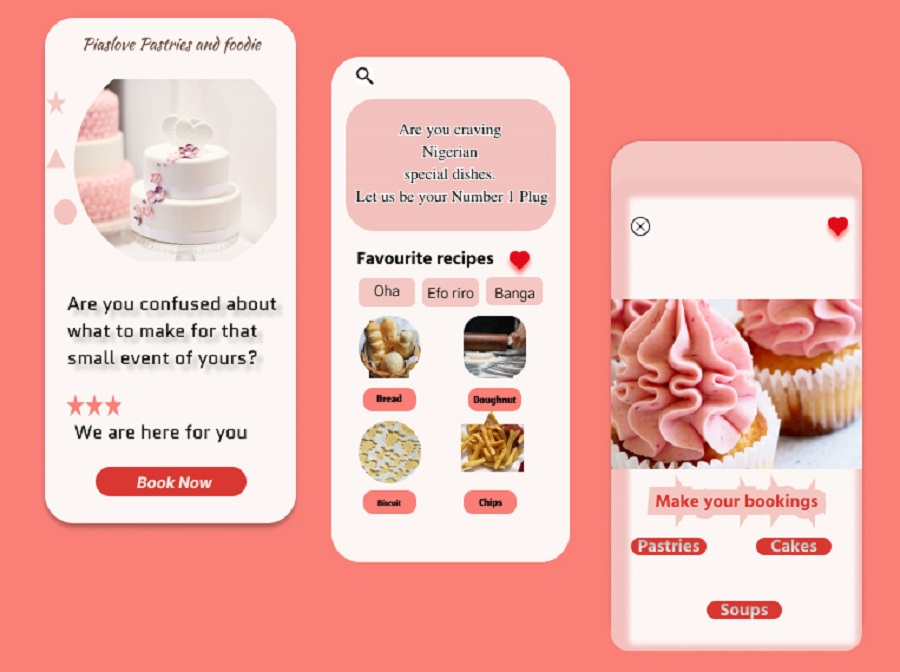 Piaslove Pastries and foodie
Are you confused about
what to make for that
small event of yours?
We are here for you
Book Now
Are you craving
Nigerian
special dishes.
Let us be your Number 1 Plug
Favourite recipes
Oha Efo riro Banga
Bread Doughnut
Biscuit Chips
Make your bookings
Pastries Cakes
Soups